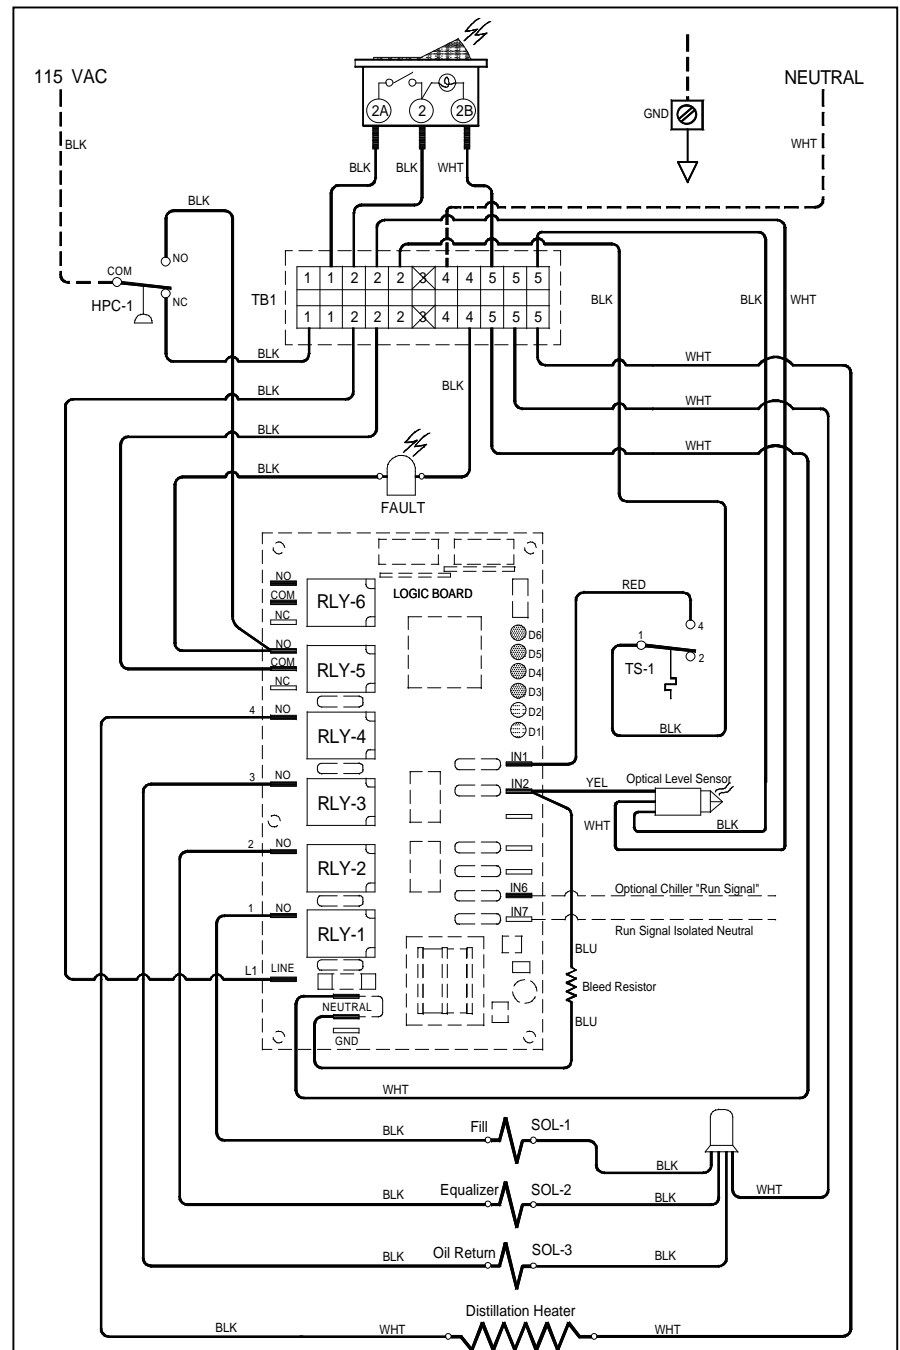 115 VAC
NEUTRAL
2A 2 2B
GND
BLK
WHT
BLK BLK WHT
BLK
NO
COM
HPC-1
NC
TB1
1 1 2 2 2 3 4 4 5 5 5
1 1 2 2 2 3 4 4 5 5 5
BLK
BLK
WHT
BLK
WHT
BLK
BLK
WHT
BLK
WHT
BLK
FAULT
LOGIC BOARD
NO
COM
NC
RLY-6
NO
COM
NC
RLY-5
4 NO
RLY-4
3 NO
RLY-3
2 NO
RLY-2
1 NO
RLY-1
L1 LINE
NEUTRAL
GND
D6
D5
D4
D3
D2
D1
RED
4
1
2
TS-1
BLK
IN1
IN2
YEL
Optical Level Sensor
WHT
BLK
IN6
Optional Chiller "Run Signal"
IN7
Run Signal Isolated Neutral
BLU
Bleed Resistor
BLU
WHT
BLK
Fill
SOL-1
BLK
WHT
BLK
Equalizer
SOL-2
BLK
BLK
Oil Return
SOL-3
BLK
Distillation Heater
BLK
WHT
WHT